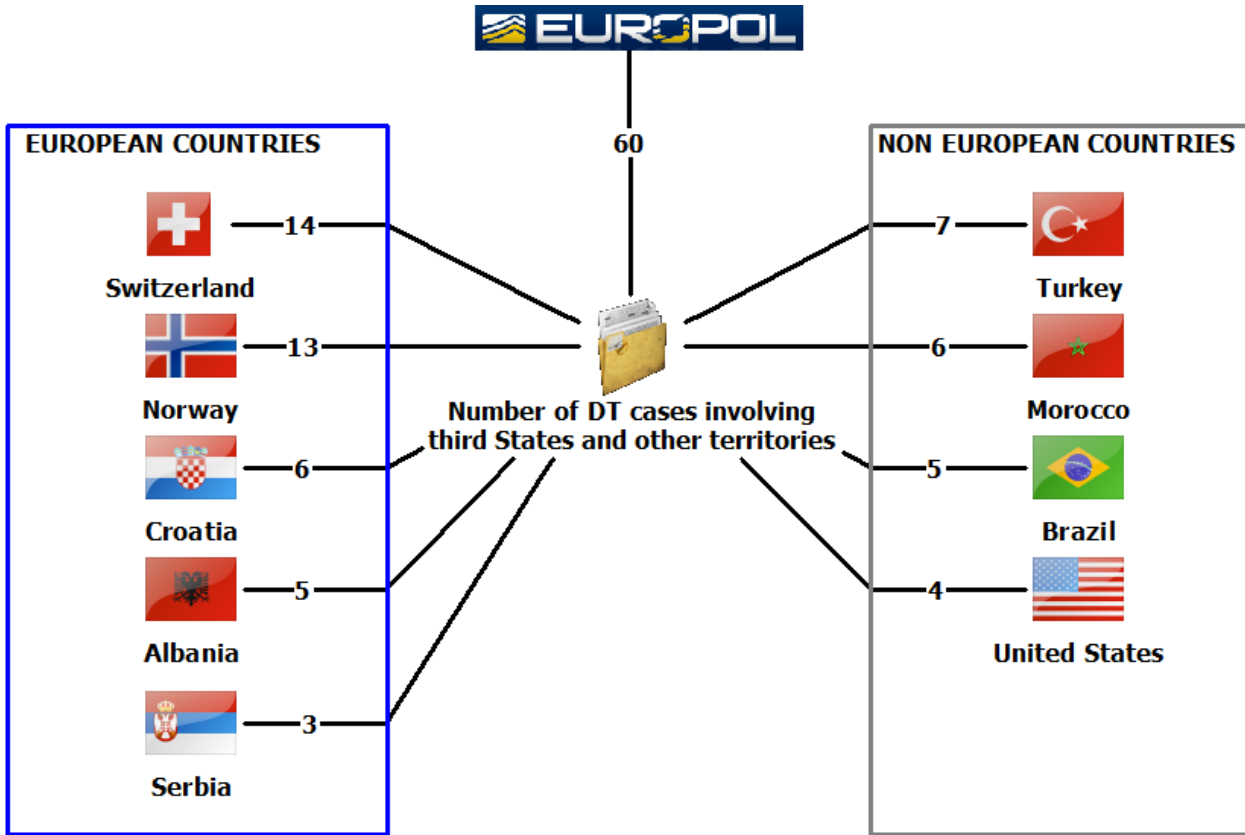 EUROPOL
60
EUROPEAN COUNTRIES
14
Switzerland
13
Norway
6
Croatia
5
Albania
3
Serbia
Number of DT cases involving
third States and other territories
NON EUROPEAN COUNTRIES
7
Turkey
6
Morocco
5
Brazil
4
United States